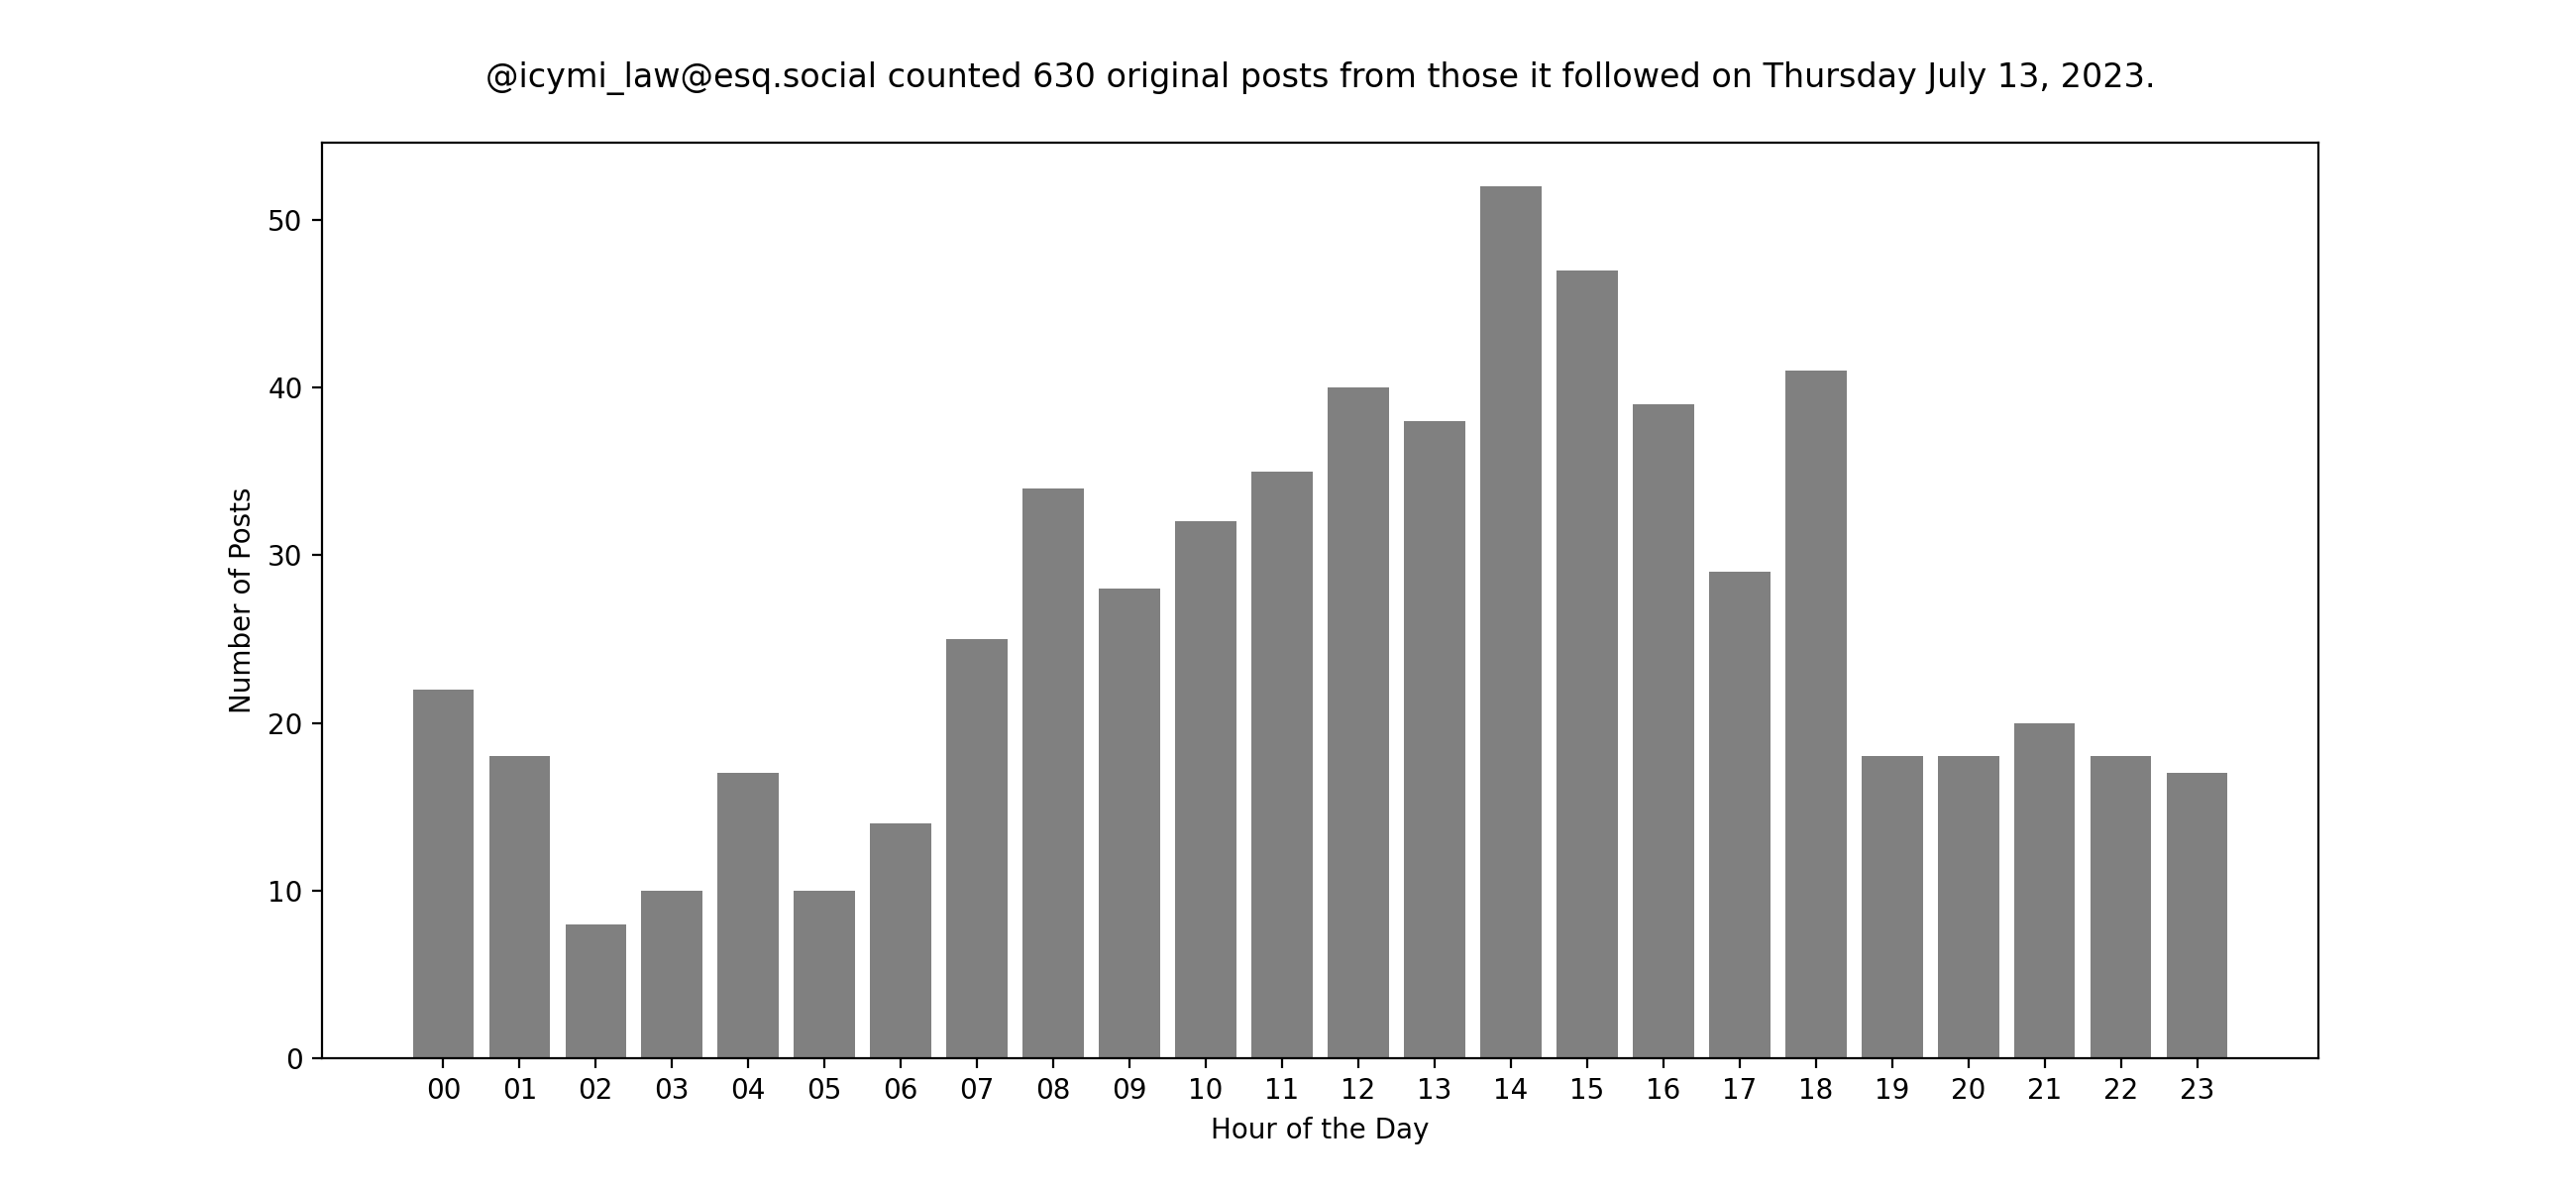 @icymi_law@esq.social counted 630 original posts from those it followed on Thursday July 13, 2023.
50
40
30
20
10
0
Number of Posts
00 01 02 03 04 05 06 07 08 09 10 11 12 13 14 15 16 17 18 19 20 21 22 23
Hour of the Day